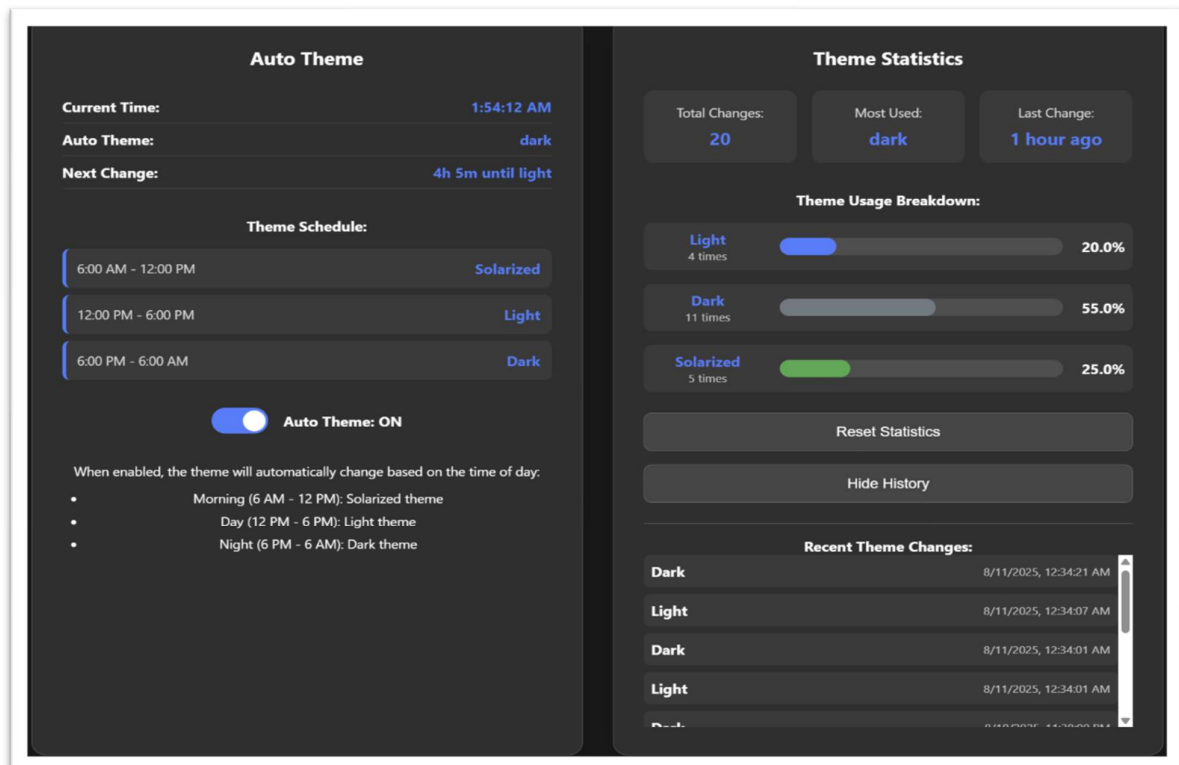 Auto Theme
Current Time: 1:54:12 AM
Auto Theme: dark
Next Change: 4h 5m until light
Theme Schedule:
6:00 AM - 12:00 PM Solarized
12:00 PM - 6:00 PM Light
6:00 PM - 6:00 AM Dark
Auto Theme: ON
When enabled, the theme will automatically change based on the time of day:
• Morning (6 AM - 12 PM): Solarized theme
• Day (12 PM - 6 PM): Light theme
• Night (6 PM - 6 AM): Dark theme
Theme Statistics
Total Changes: Most Used: Last Change:
20 dark 1 hour ago
Theme Usage Breakdown:
Light
4 times 20.0%
Dark
11 times 55.0%
Solarized
5 times 25.0%
Reset Statistics
Hide History
Recent Theme Changes:
Dark 8/11/2025, 12:34:21 AM
Light 8/11/2025, 12:34:07 AM
Dark 8/11/2025, 12:34:01 AM
Light 8/11/2025, 12:34:01 AM
Dark